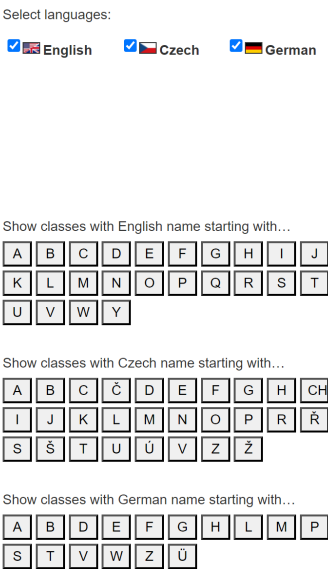 Select languages:
English Czech German
Show classes with English name starting with…
A B C D E F G H I J
K L M N O P Q R S T
U V W Y
Show classes with Czech name starting with…
A B C Č D E F G H CH
I J K L M N O P R Ř
S Š T U Ú V Z Ž
Show classes with German name starting with…
A B D E F G H L M P
S T V W Z Ü